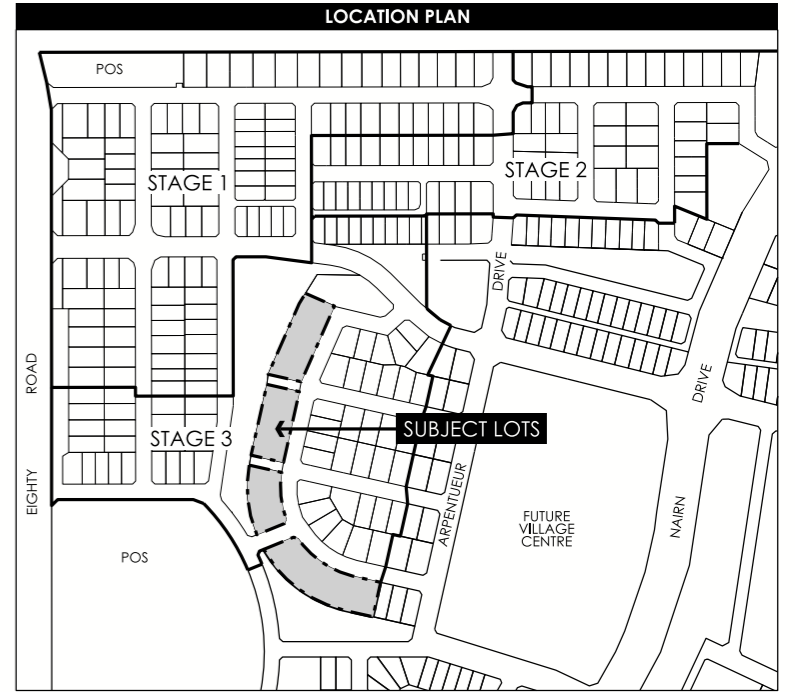 LOCATION PLAN
POS
STAGE 1
STAGE 2
DRIVE
EIGHTY ROAD
DRIVE
STAGE 3
SUBJECT LOTS
ARPENTUEUR
FUTURE
VILLAGE
CENTRE
NAIRN
POS